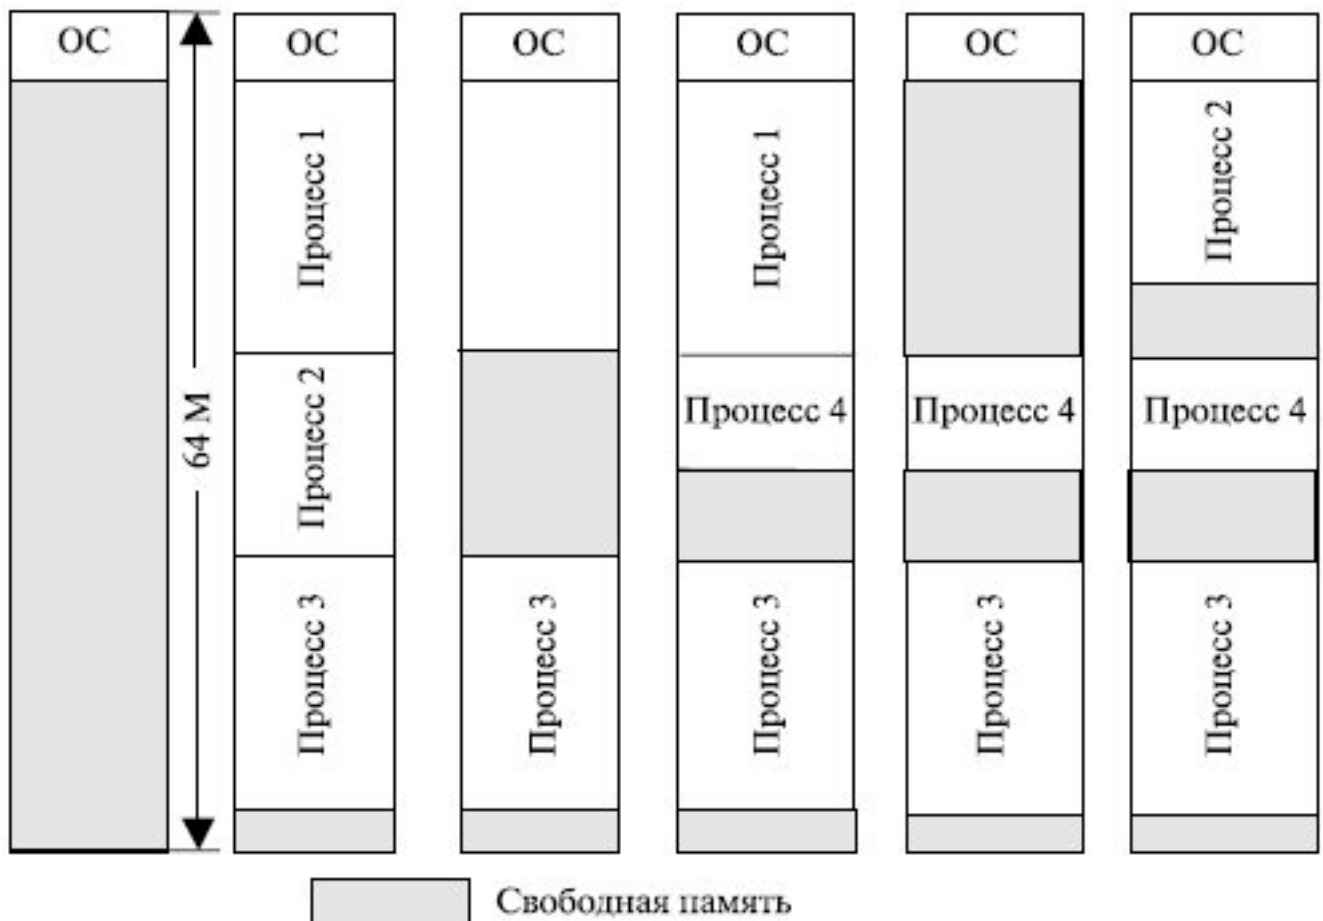 ОС
ОС
ОС
ОС
ОС
ОС
64 М
Процесс 1
Процесс 2
Процесс 3
Процесс 3
Процесс 1
Процесс 4
Процесс 3
Процесс 4
Процесс 3
Процесс 2
Процесс 4
Процесс 3
Свободная память